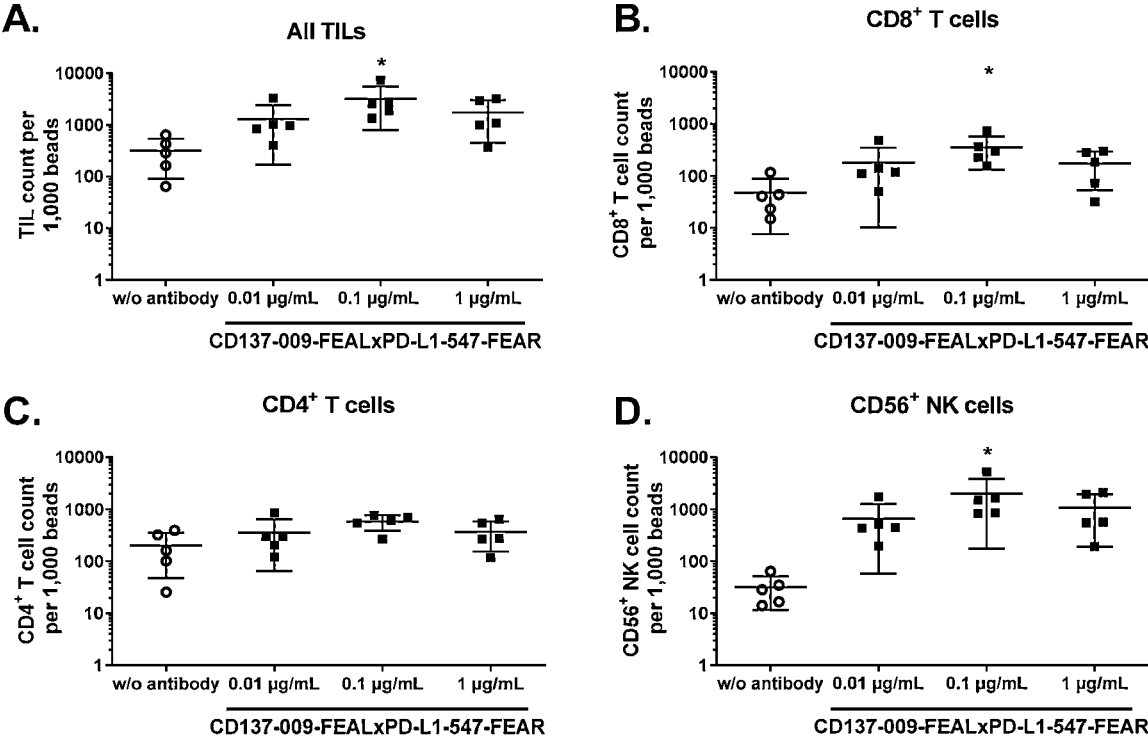 A.
All TILs
TIL count per
1,000 beads
10000
1000
100
10
1
*
w/o antibody
0.01 µg/mL
0.1 µg/mL
1 µg/mL
CD137-009-FEALxPD-L1-547-FEAR
B.
CD8⁺ T cells
CD8⁺ T cell count
per 1,000 beads
10000
1000
100
10
1
*
w/o antibody
0.01 µg/mL
0.1 µg/mL
1 µg/mL
CD137-009-FEALxPD-L1-547-FEAR
C.
CD4⁺ T cells
CD4⁺ T cell count
per 1,000 beads
10000
1000
100
10
1
w/o antibody
0.01 µg/mL
0.1 µg/mL
1 µg/mL
CD137-009-FEALxPD-L1-547-FEAR
D.
CD56⁺ NK cells
CD56⁺ NK cell count
per 1,000 beads
10000
1000
100
10
1
*
w/o antibody
0.01 µg/mL
0.1 µg/mL
1 µg/mL
CD137-009-FEALxPD-L1-547-FEAR